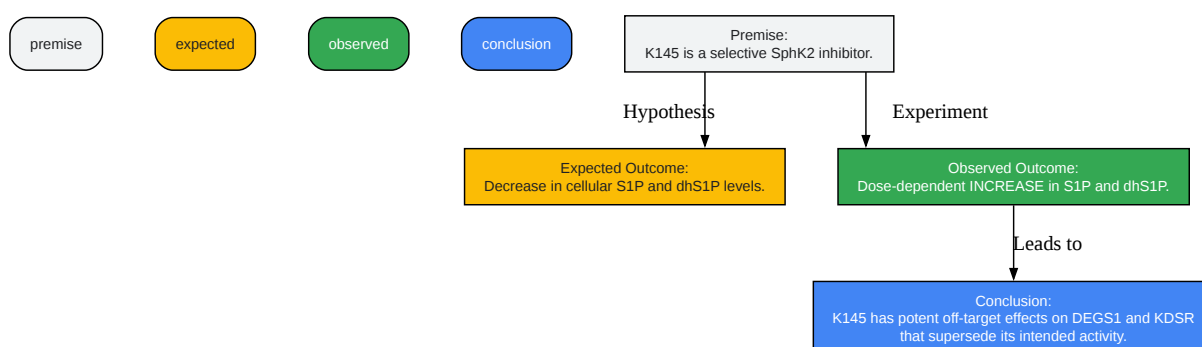 premise
expected
observed
conclusion
Premise:
K145 is a selective SphK2 inhibitor.
Hypothesis
Experiment
Expected Outcome:
Decrease in cellular S1P and dhS1P levels.
Observed Outcome:
Dose-dependent INCREASE in S1P and dhS1P.
Leads to
Conclusion:
K145 has potent off-target effects on DEGS1 and KDSR
that supersede its intended activity.